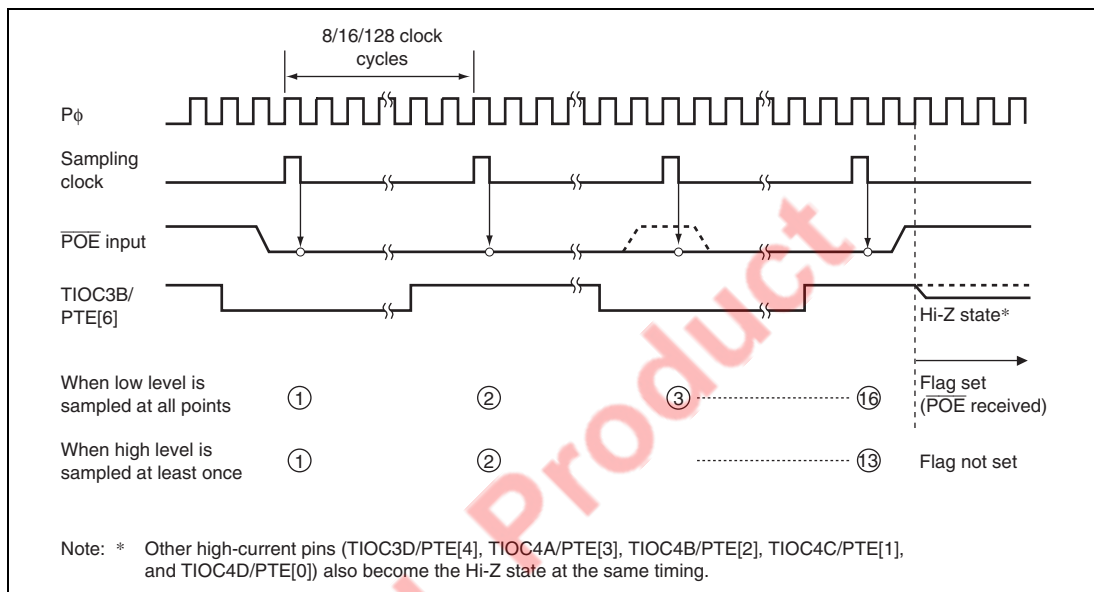 8/16/128 clock
cycles
Pϕ
Sampling
clock
P̅O̅E̅ input
TIOC3B/
PTE[6]
Hi-Z state*
When low level is
sampled at all points
① ② ③ ⑯
Flag set
(P̅O̅E̅ received)
When high level is
sampled at least once
① ② ⑬ Flag not set
Note: * Other high-current pins (TIOC3D/PTE[4], TIOC4A/PTE[3], TIOC4B/PTE[2], TIOC4C/PTE[1],
and TIOC4D/PTE[0]) also become the Hi-Z state at the same timing.
Product